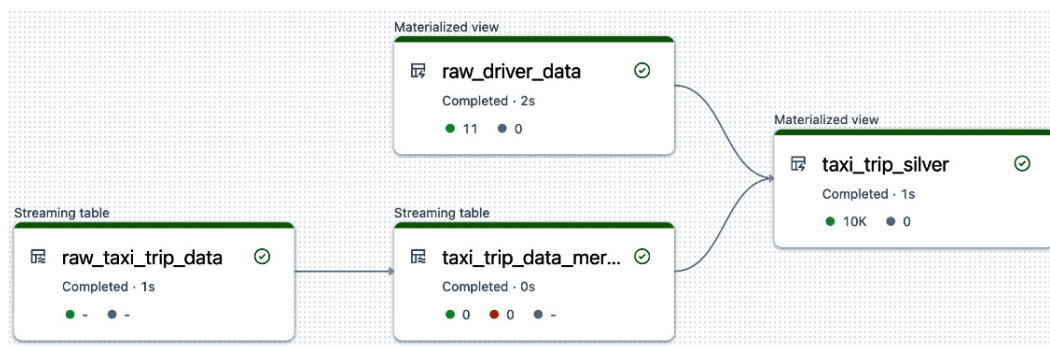 Materialized view
raw_driver_data
Completed · 2s
11 0
Materialized view
taxi_trip_silver
Completed · 1s
10K 0
Streaming table
raw_taxi_trip_data
Completed · 1s
- -
Streaming table
taxi_trip_data_mer...
Completed · 0s
0 0 -